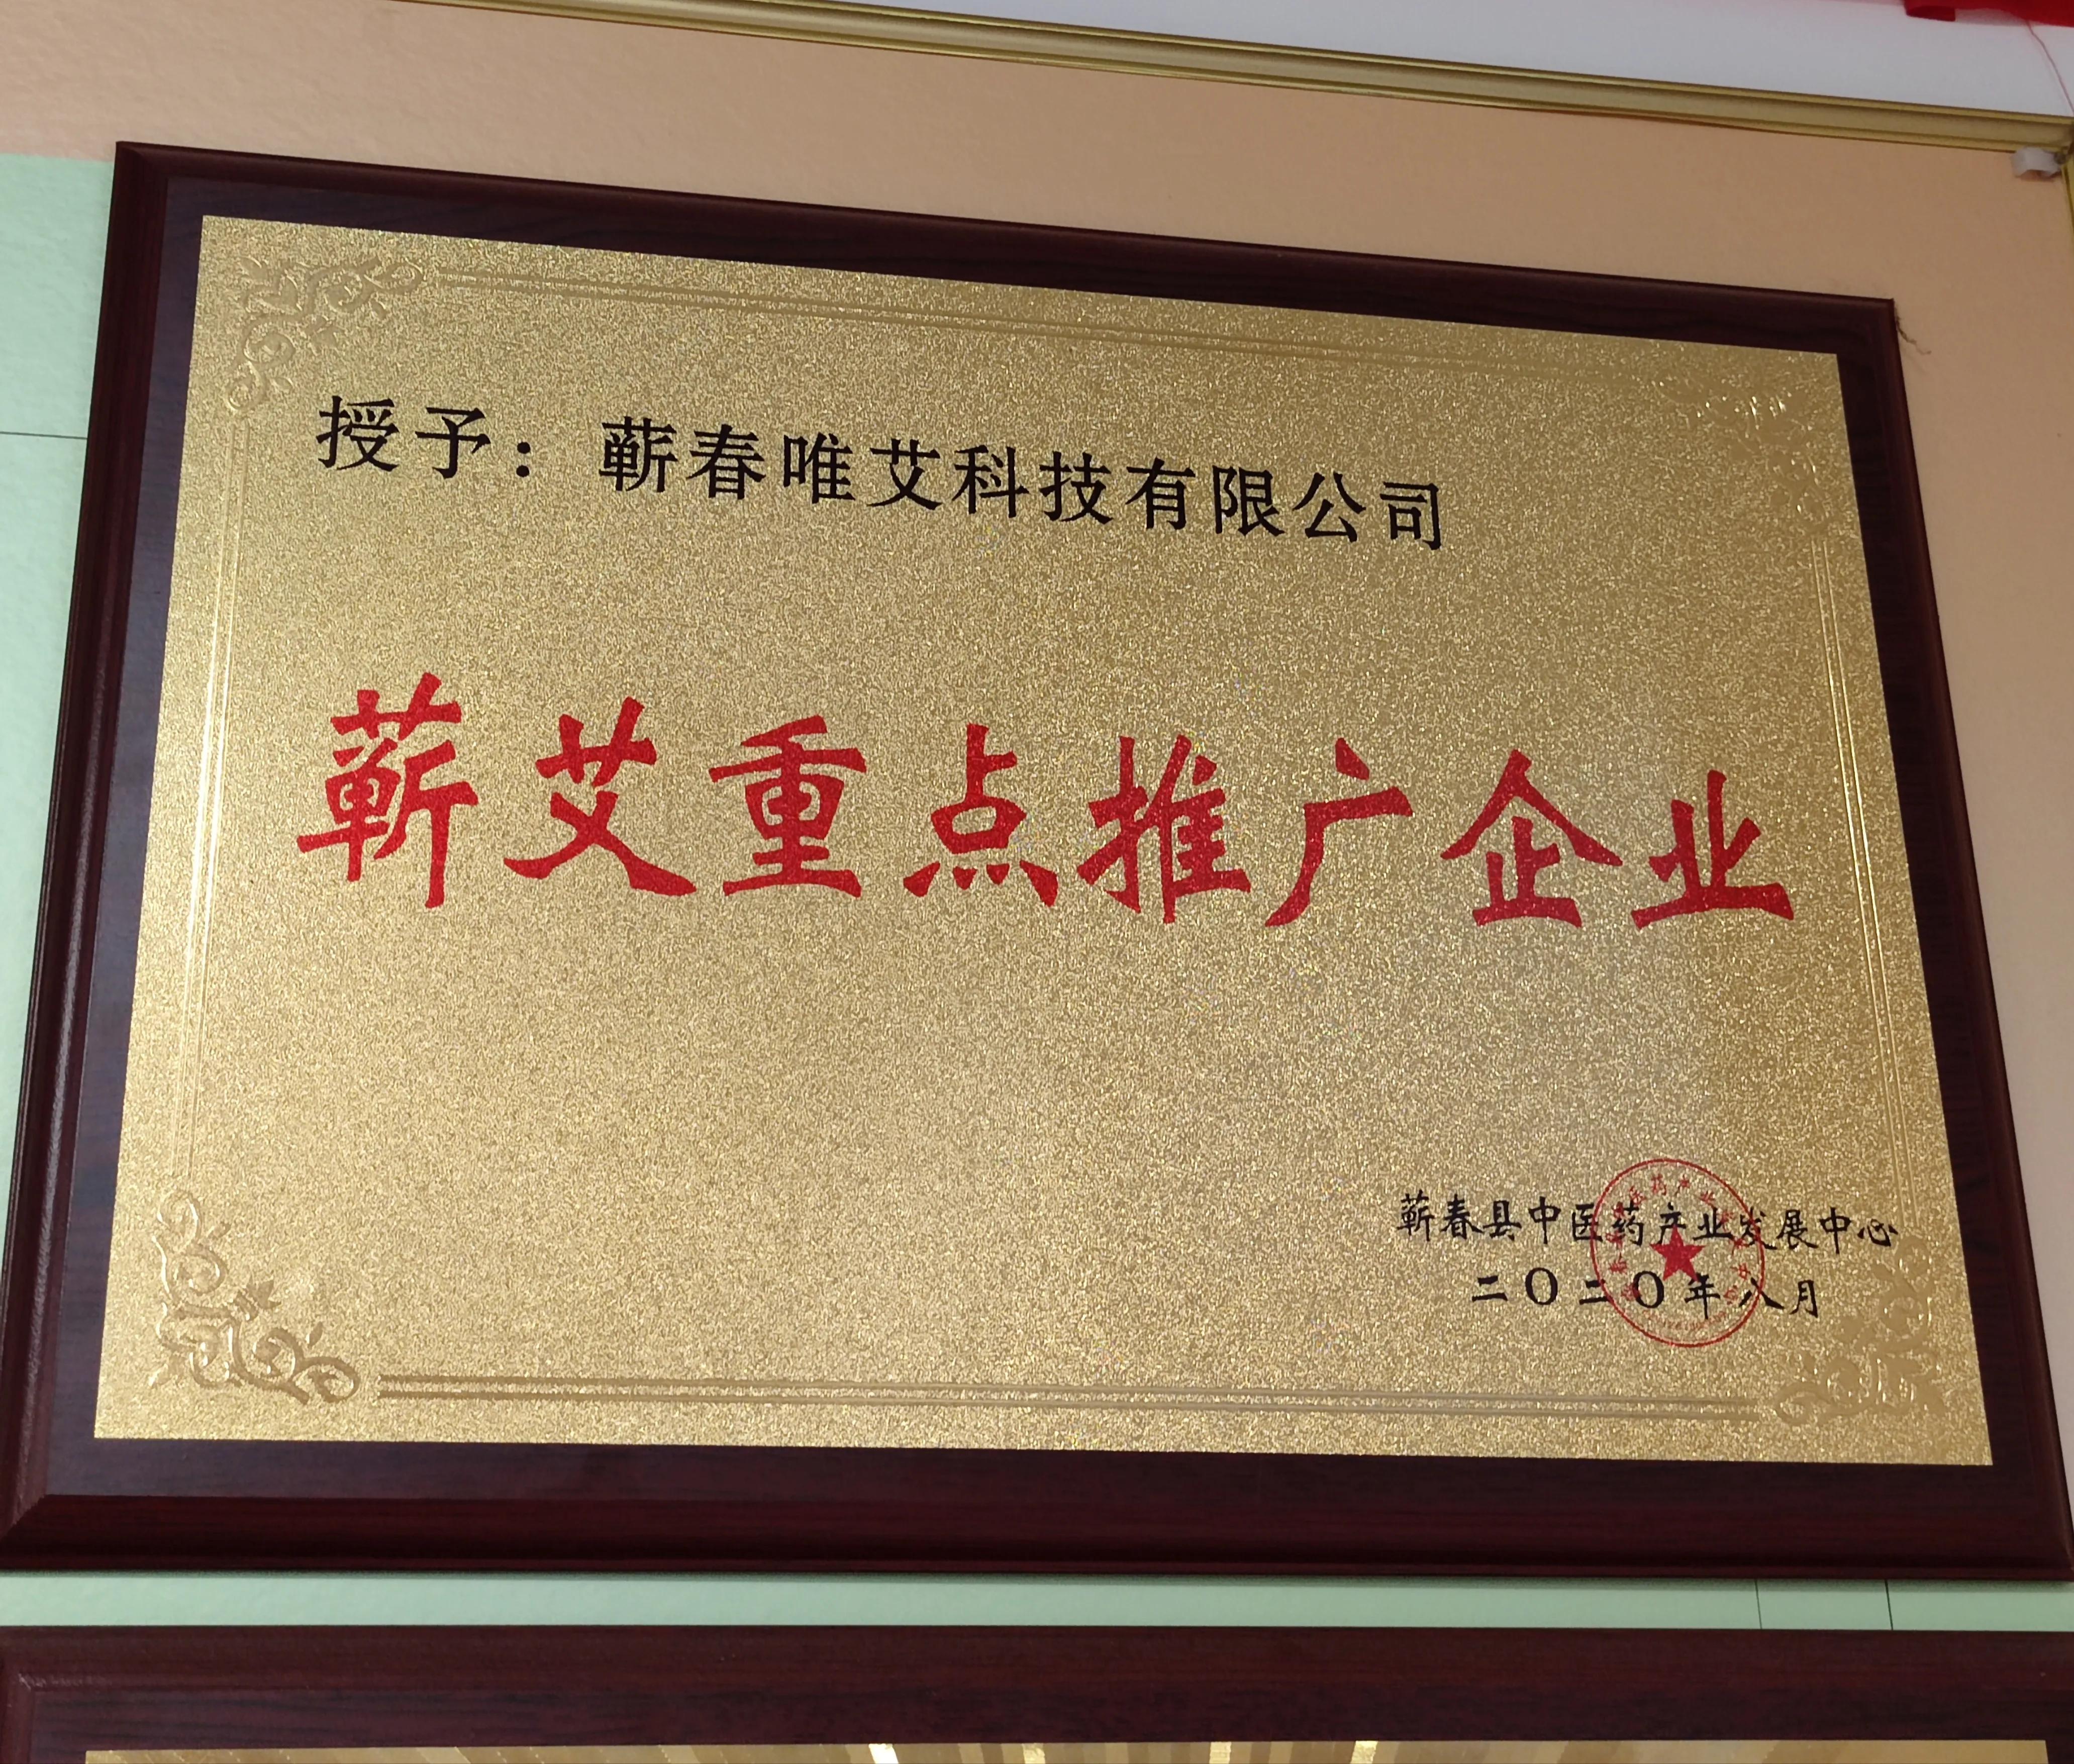 授予：蕲春唯艾科技有限公司
蕲艾重点推广企业
蕲春县中医药产业发展中心
二〇二〇年八月